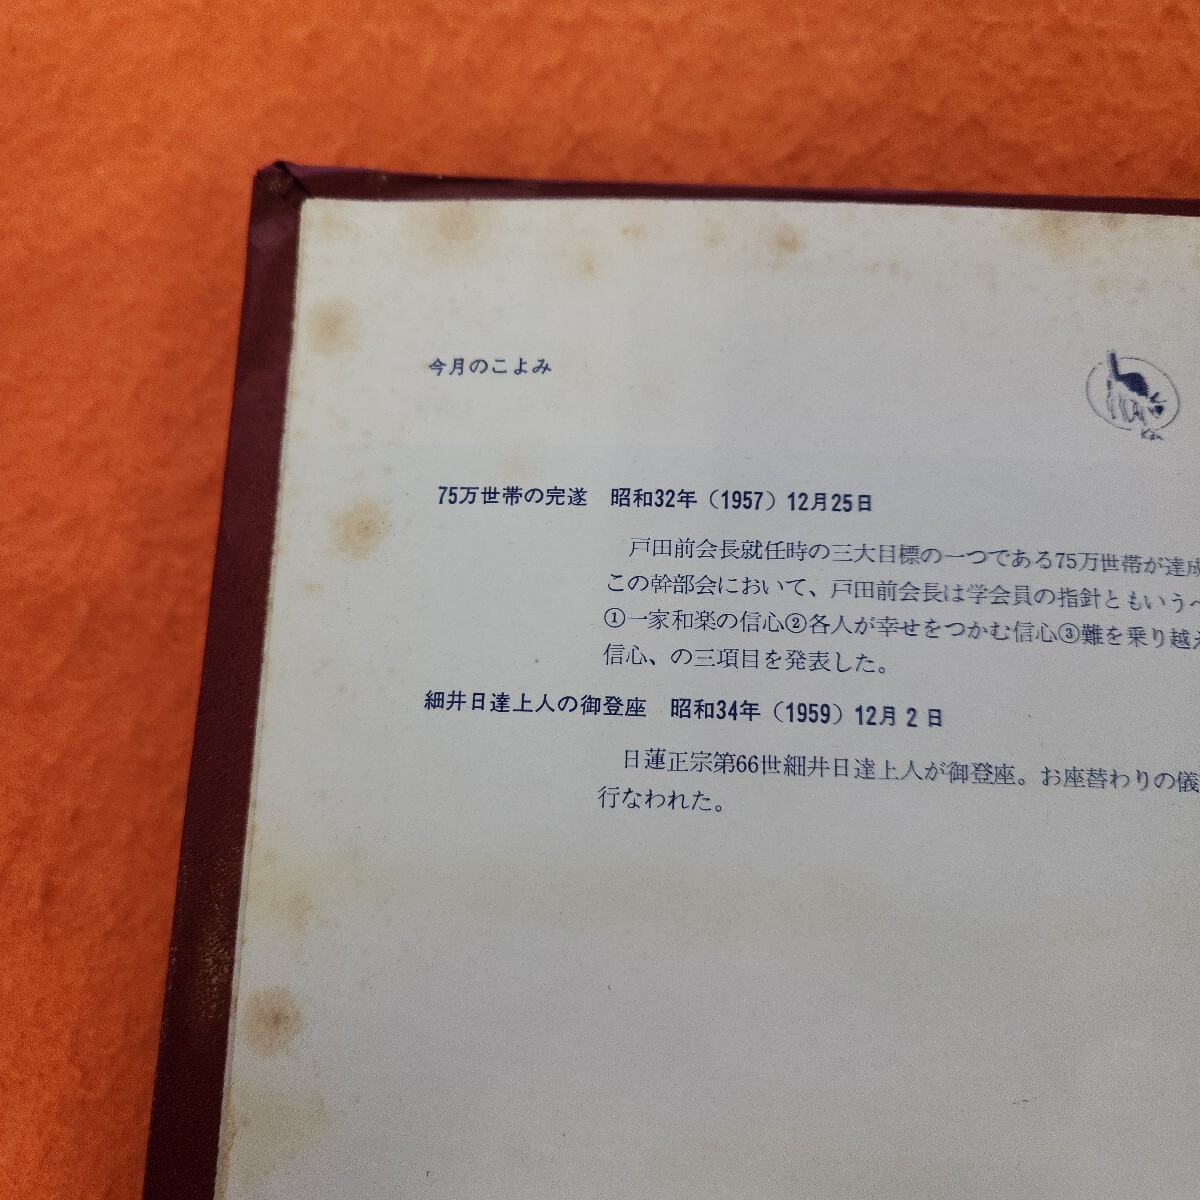 今月のこよみ
Kan
75万世帯の完遂　昭和32年（1957）12月25日
戸田前会長就任時の三大目標の一つである75万世帯が達成
この幹部会において、戸田前会長は学会員の指針ともいうべ
①一家和楽の信心②各人が幸せをつかむ信心③難を乗り越え
信心、の三項目を発表した。
細井日達上人の御登座　昭和34年（1959）12月2日
日蓮正宗第66世細井日達上人が御登座。お座替わりの儀
行なわれた。